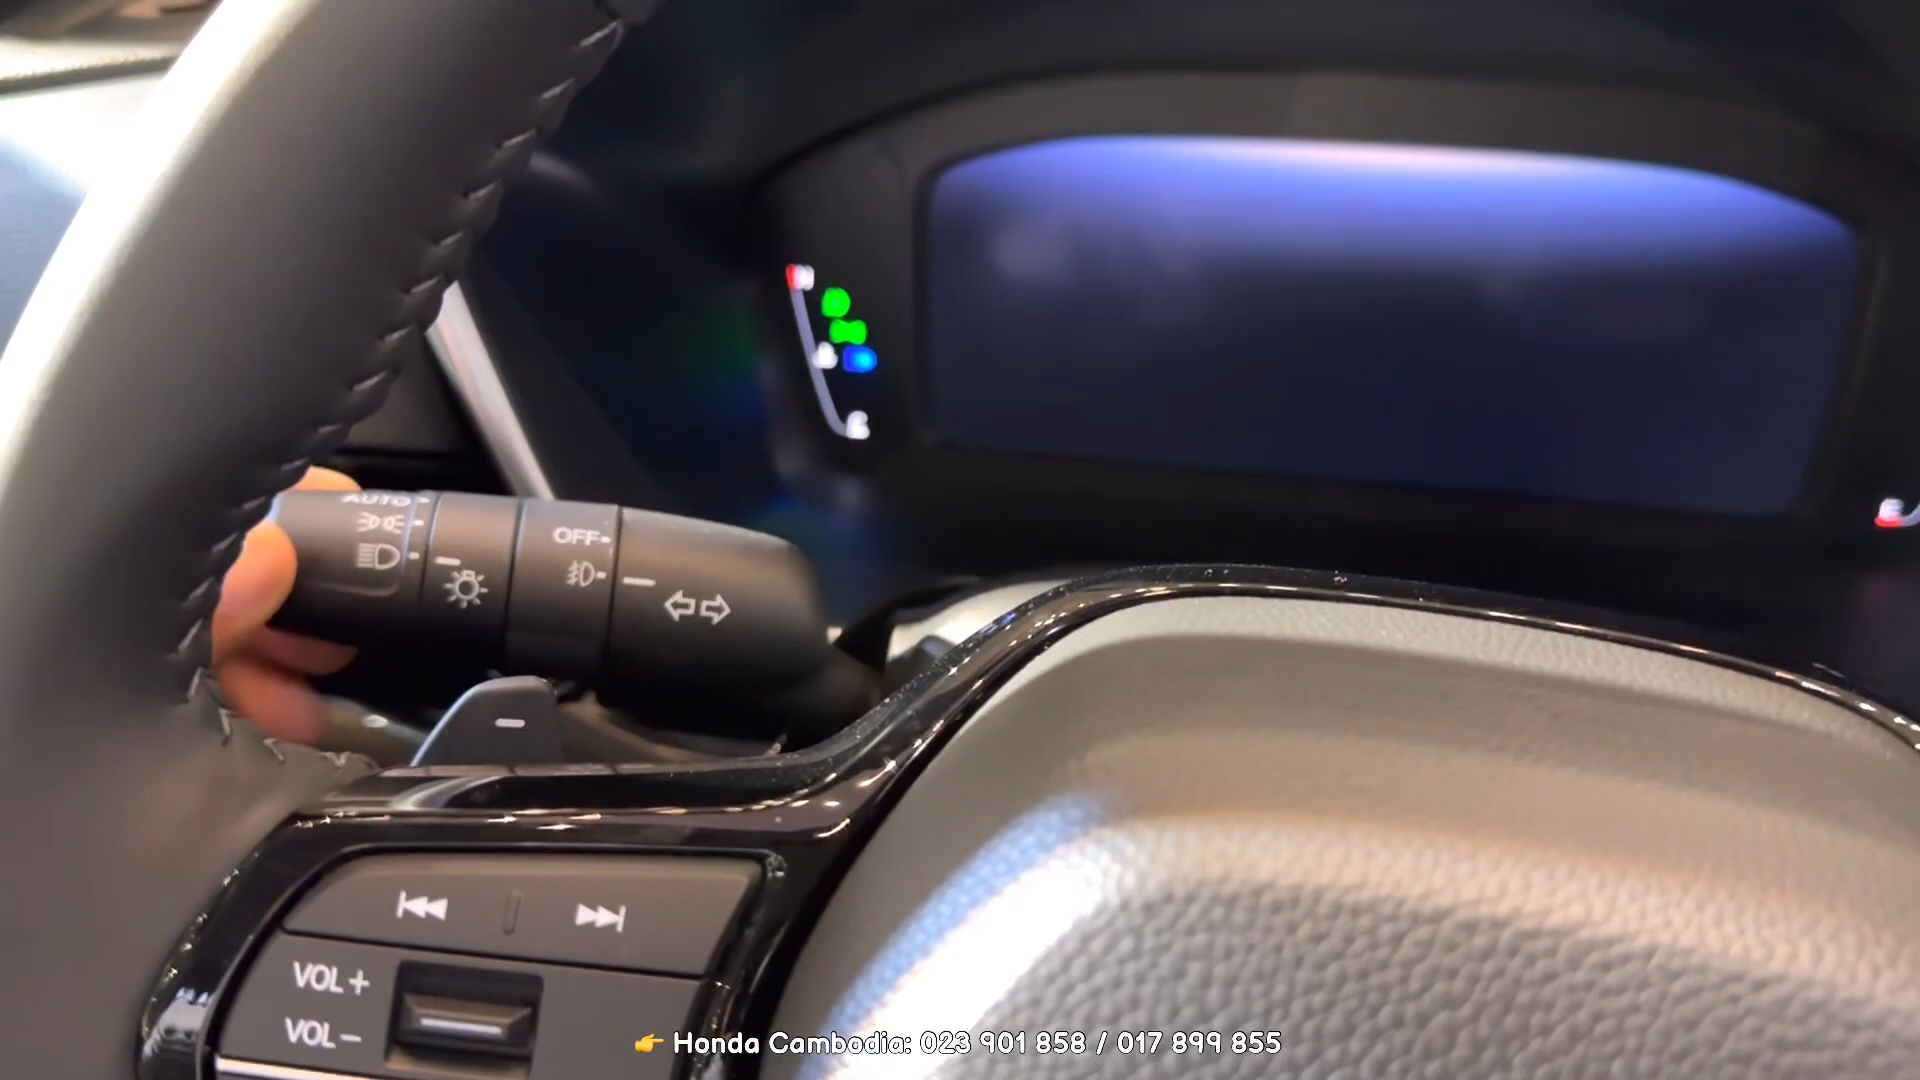 H
C
E
AUTO
OFF
VOL +
VOL −
👉 Honda Cambodia: 023 901 858 / 017 899 855